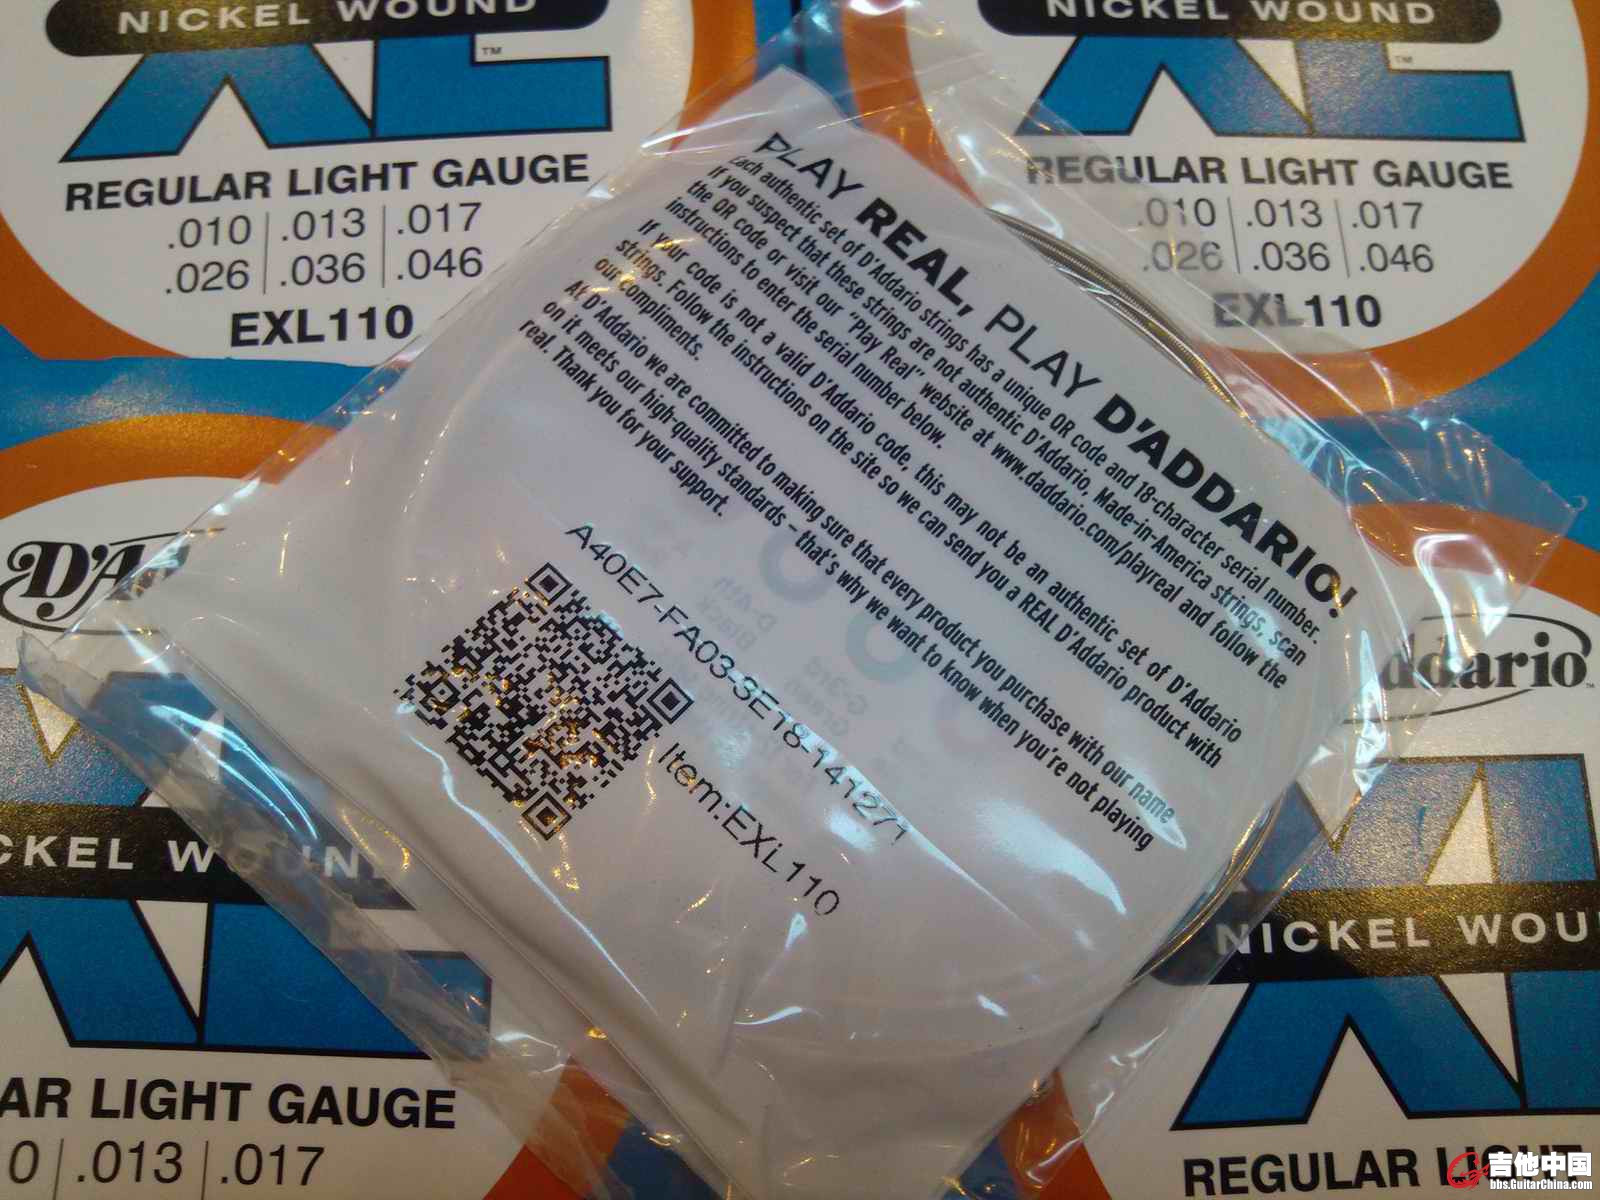 NICKEL WOUND
XL
™
REGULAR LIGHT GAUGE
.010 | .013 | .017
.026 | .036 | .046
EXL110
NICKEL WOUND
XL
™
REGULAR LIGHT GAUGE
.010 | .013 | .017
.026 | .036 | .046
EXL110
PLAY REAL, PLAY D'ADDARIO!
Each authentic set of D'Addario strings has a unique QR code and 18-character serial number.
If you suspect that these strings are not authentic D'Addario, Made-in-America strings, scan
the QR code or visit our "Play Real" website at www.daddario.com/playreal and follow the
instructions to enter the serial number below.
If your code is not a valid D'Addario code, this may not be an authentic set of D'Addario
strings. Follow the instructions on the site so we can send you a REAL D'Addario product with
our compliments.
At D'Addario we are committed to making sure that every product you purchase with our name
on it meets our high-quality standards – that's why we want to know when you're not playing
real. Thank you for your support.
A40E7-FA03-3E18-141271
Item:EXL110
D'A
ddario™
CKEL WOUN
AR LIGHT GAUGE
0 | .013 | .017
NICKEL WOU
REGULAR LIGHT
吉他中国
bbs.GuitarChina.com